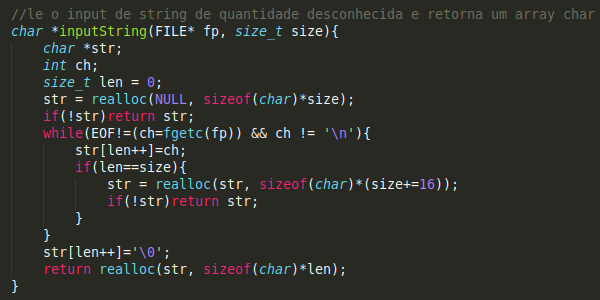 //le o input de string de quantidade desconhecida e retorna um array char
char *inputString(FILE* fp, size_t size){
    char *str;
    int ch;
    size_t len = 0;
    str = realloc(NULL, sizeof(char)*size);
    if(!str)return str;
    while(EOF!=(ch=fgetc(fp)) && ch != '\n'){
        str[len++]=ch;
        if(len==size){
            str = realloc(str, sizeof(char)*(size+=16));
            if(!str)return str;
        }
    }
    str[len++]='\0';
    return realloc(str, sizeof(char)*len);
}